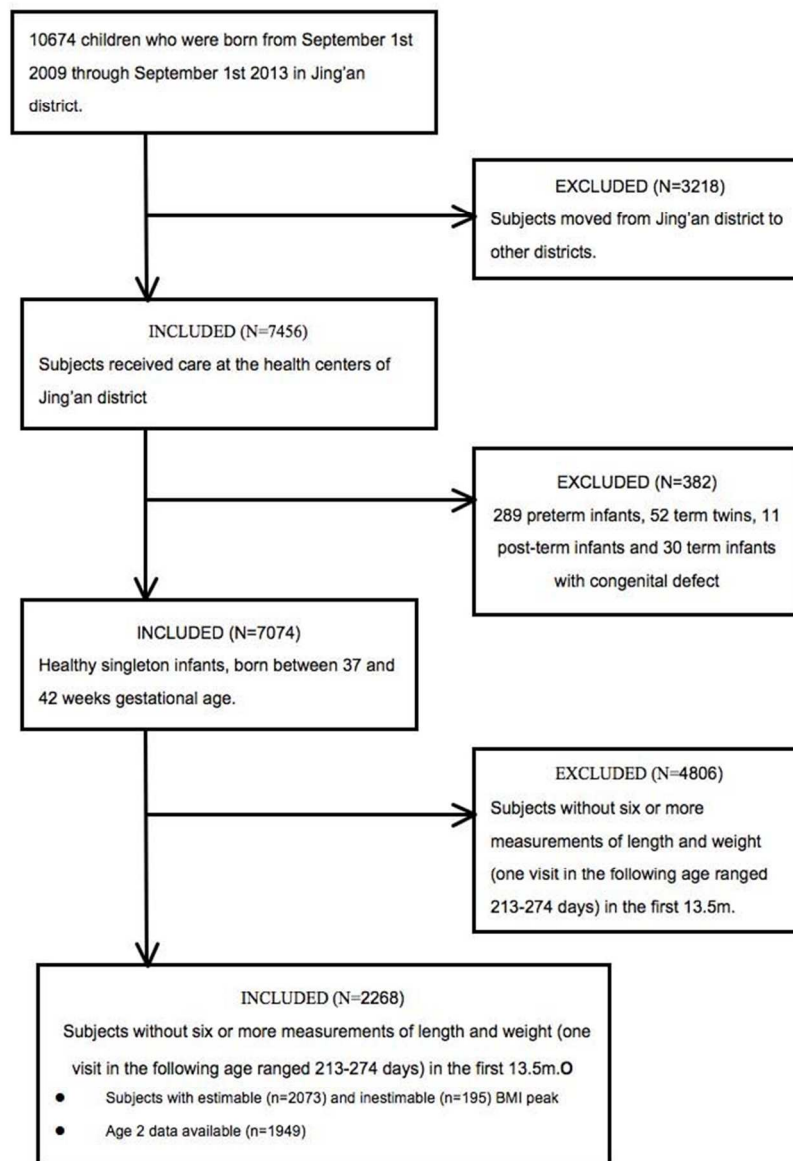 10674 children who were born from September 1st
2009 through September 1st 2013 in Jing'an
district.
EXCLUDED (N=3218)
Subjects moved from Jing'an district to
other districts.
INCLUDED (N=7456)
Subjects received care at the health centers of
Jing'an district
EXCLUDED (N=382)
289 preterm infants, 52 term twins, 11
post-term infants and 30 term infants
with congenital defect
INCLUDED (N=7074)
Healthy singleton infants, born between 37 and
42 weeks gestational age.
EXCLUDED (N=4806)
Subjects without six or more
measurements of length and weight
(one visit in the following age ranged
213-274 days) in the first 13.5m.
INCLUDED (N=2268)
Subjects without six or more measurements of length and weight (one
visit in the following age ranged 213-274 days) in the first 13.5m.O
● Subjects with estimable (n=2073) and inestimable (n=195) BMI peak
● Age 2 data available (n=1949)